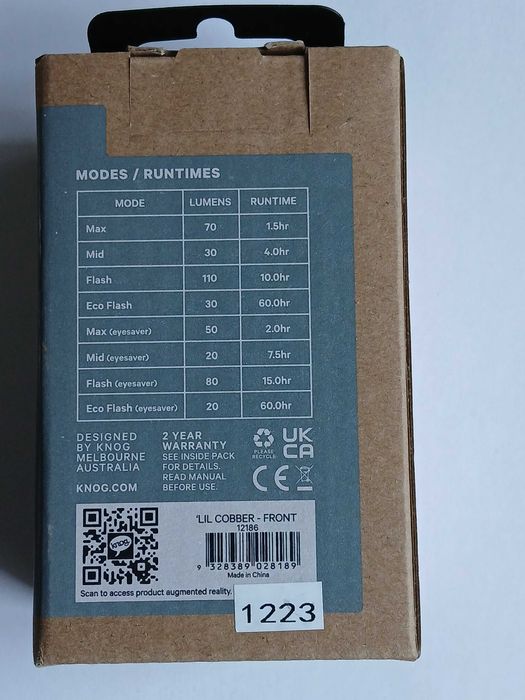 MODES / RUNTIMES
MODE LUMENS RUNTIME
Max 70 1.5hr
Mid 30 4.0hr
Flash 110 10.0hr
Eco Flash 30 60.0hr
Max (eyesaver) 50 2.0hr
Mid (eyesaver) 20 7.5hr
Flash (eyesaver) 80 15.0hr
Eco Flash (eyesaver) 20 60.0hr
DESIGNED
BY KNOG
MELBOURNE
AUSTRALIA
KNOG.COM
2 YEAR
WARRANTY
SEE INSIDE PACK
FOR DETAILS.
READ MANUAL
BEFORE USE.
PLEASE
RECYCLE
UK
CA
CE
knog
'LIL COBBER - FRONT
12186
9 328389 028189
Made in China
Scan to access product augmented reality.
1223